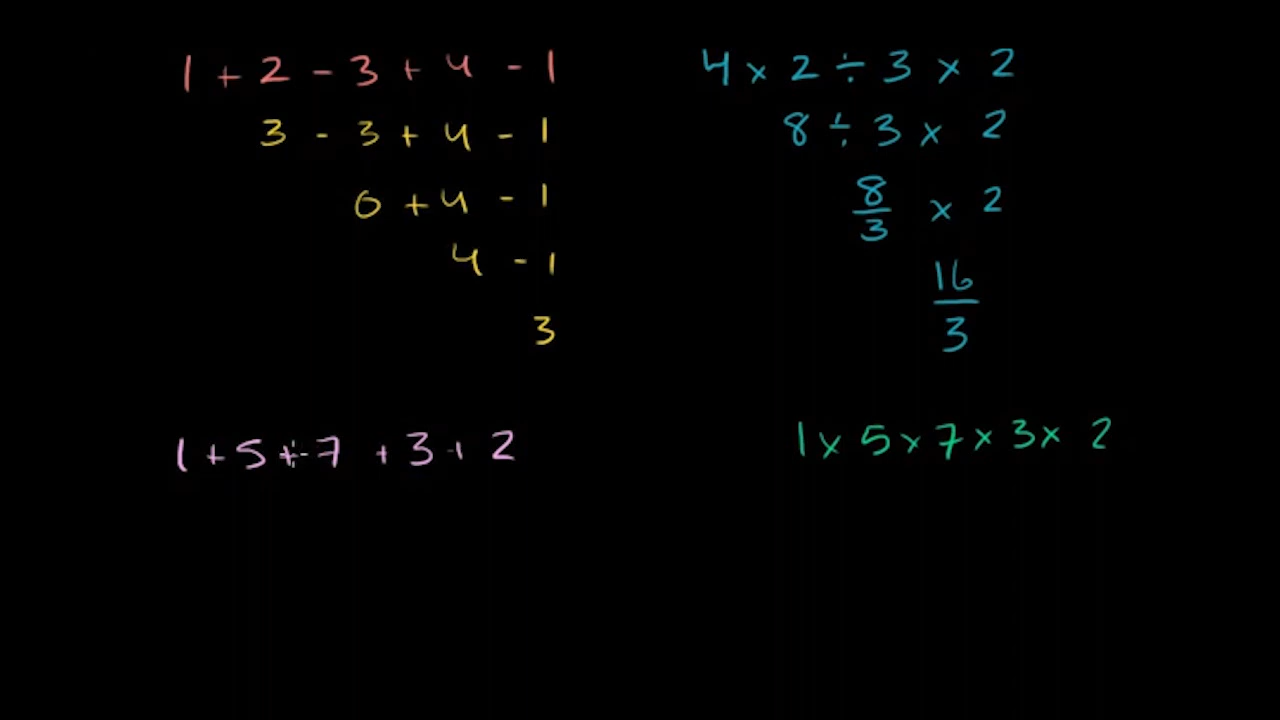 1 + 2 - 3 + 4 - 1
3 - 3 + 4 - 1
0 + 4 - 1
4 - 1
3
4 × 2 ÷ 3 × 2
8 ÷ 3 × 2
8/3 × 2
16/3
1 + 5 + 7 + 3 + 2
1 × 5 × 7 × 3 × 2